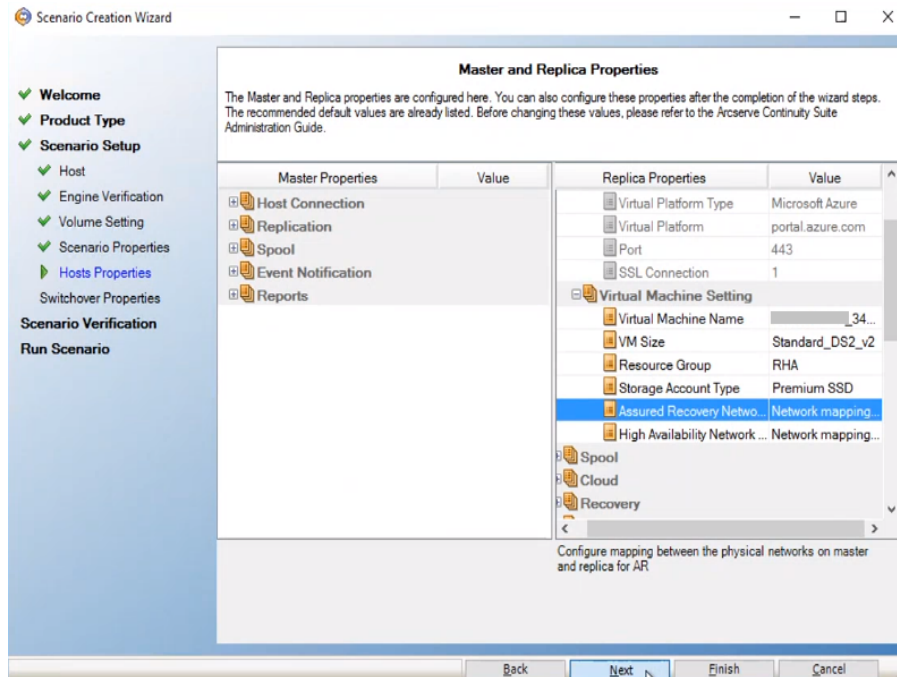 Scenario Creation Wizard
Master and Replica Properties
The Master and Replica properties are configured here. You can also configure these properties after the completion of the wizard steps.
The recommended default values are already listed. Before changing these values, please refer to the Arcserve Continuity Suite
Administration Guide.
Welcome
Product Type
Scenario Setup
Host
Engine Verification
Volume Setting
Scenario Properties
Hosts Properties
Switchover Properties
Scenario Verification
Run Scenario
Master Properties Value
Host Connection
Replication
Spool
Event Notification
Reports
Replica Properties Value
Virtual Platform Type Microsoft Azure
Virtual Platform portal.azure.com
Port 443
SSL Connection 1
Virtual Machine Setting
Virtual Machine Name _34...
VM Size Standard_DS2_v2
Resource Group RHA
Storage Account Type Premium SSD
Assured Recovery Netwo... Network mapping...
High Availability Network ... Network mapping...
Spool
Cloud
Recovery
Configure mapping between the physical networks on master
and replica for AR
Back Next Finish Cancel